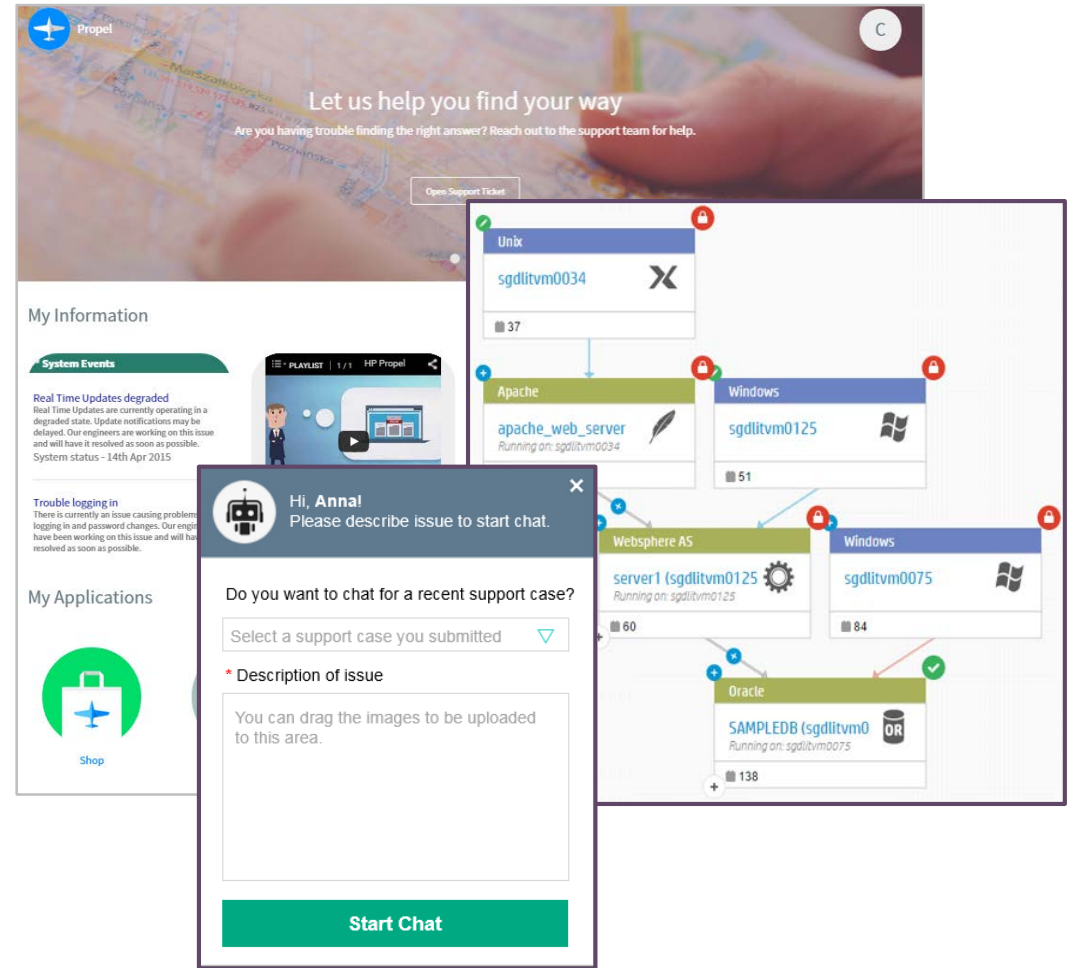 Propel
C
Marszałkowska
Poznańska
Let us help you find your way
Are you having trouble finding the right answer? Reach out to the support team for help.
Open Support Ticket
My Information
System Events
Real Time Updates degraded
Real Time Updates are currently operating in a
degraded state. Update notifications may be
delayed. Our engineers are working on this issue
and will have it resolved as soon as possible.
System status - 14th Apr 2015
Trouble logging in
There is currently an issue causing problems
logging in and password changes. Our engin
have been working on this issue and will hav
resolved as soon as possible.
PLAYLIST | 1/1 HP Propel
My Applications
Shop
Unix
sgdlitvm0034
37
Apache
apache_web_server
Running on: sgdlitvm0034
Windows
sgdlitvm0125
51
Websphere AS
server1 (sgdlitvm0125
Running on: sgdlitvm0125
60
Windows
sgdlitvm0075
84
Oracle
SAMPLEDB (sgdlitvm0
OR
Running on: sgdlitvm0075
138
Hi, Anna!
Please describe issue to start chat.
Do you want to chat for a recent support case?
Select a support case you submitted
* Description of issue
You can drag the images to be uploaded
to this area.
Start Chat